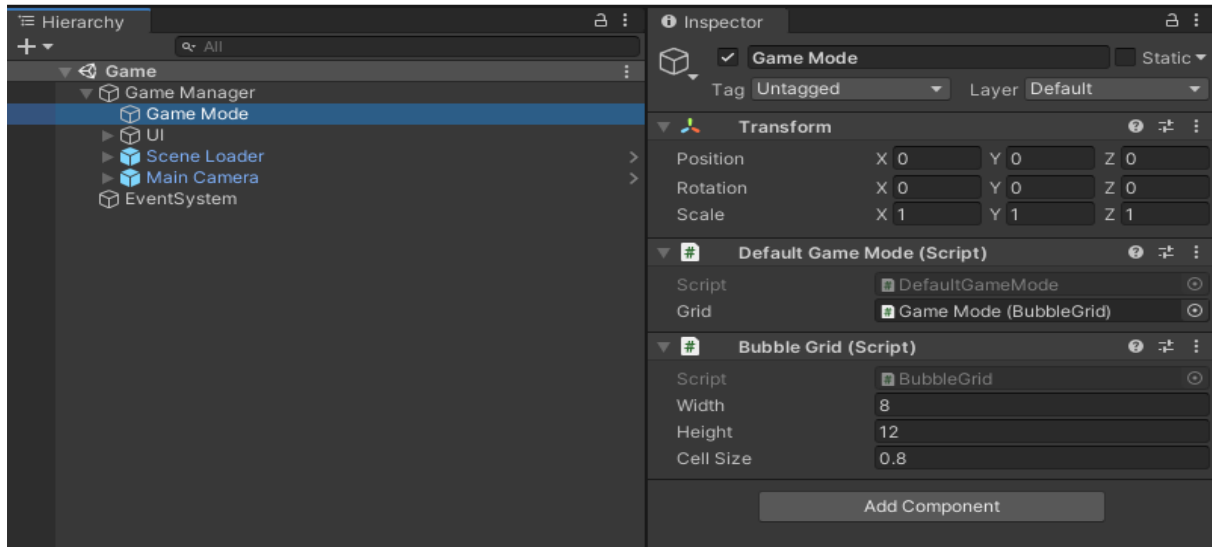 Hierarchy
All
Game
Game Manager
Game Mode
UI
Scene Loader
Main Camera
EventSystem
Inspector
Game Mode
Static
Tag Untagged Layer Default
Transform
Position X 0 Y 0 Z 0
Rotation X 0 Y 0 Z 0
Scale X 1 Y 1 Z 1
# Default Game Mode (Script)
Script # DefaultGameMode
Grid # Game Mode (BubbleGrid)
# Bubble Grid (Script)
Script # BubbleGrid
Width 8
Height 12
Cell Size 0.8
Add Component